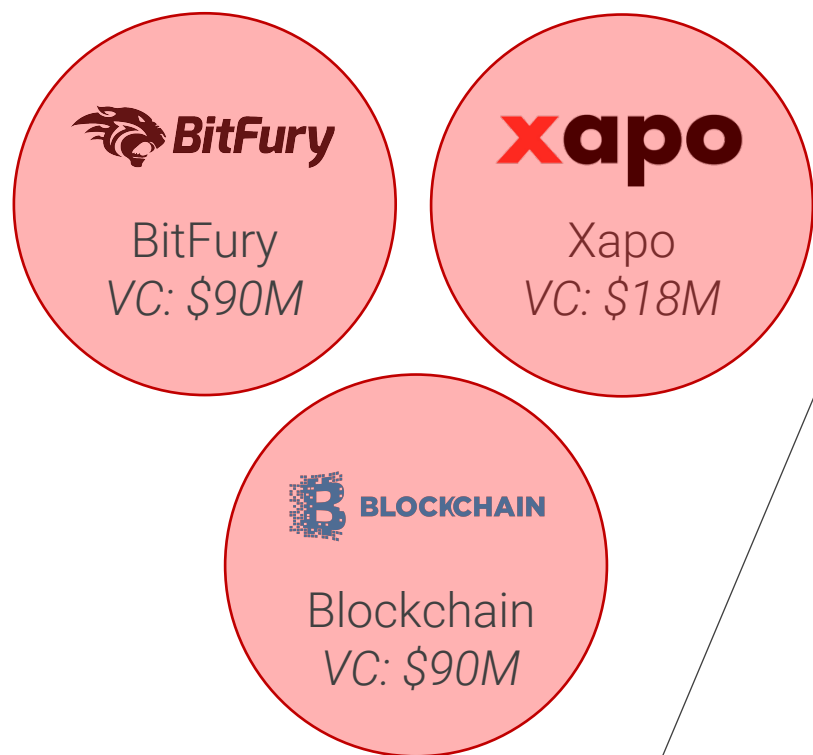 BitFury
BitFury
VC: $90M
xapo
Xapo
VC: $18M
BLOCKCHAIN
Blockchain
VC: $90M